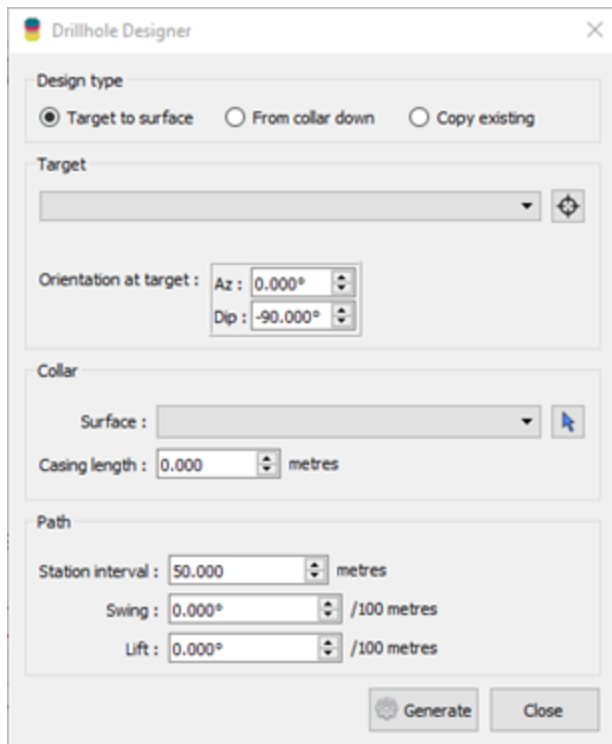 Drillhole Designer
Design type
Target to surface From collar down Copy existing
Target
Orientation at target : Az : 0.000°
Dip : -90.000°
Collar
Surface :
Casing length : 0.000 metres
Path
Station interval : 50.000 metres
Swing : 0.000° /100 metres
Lift : 0.000° /100 metres
Generate Close